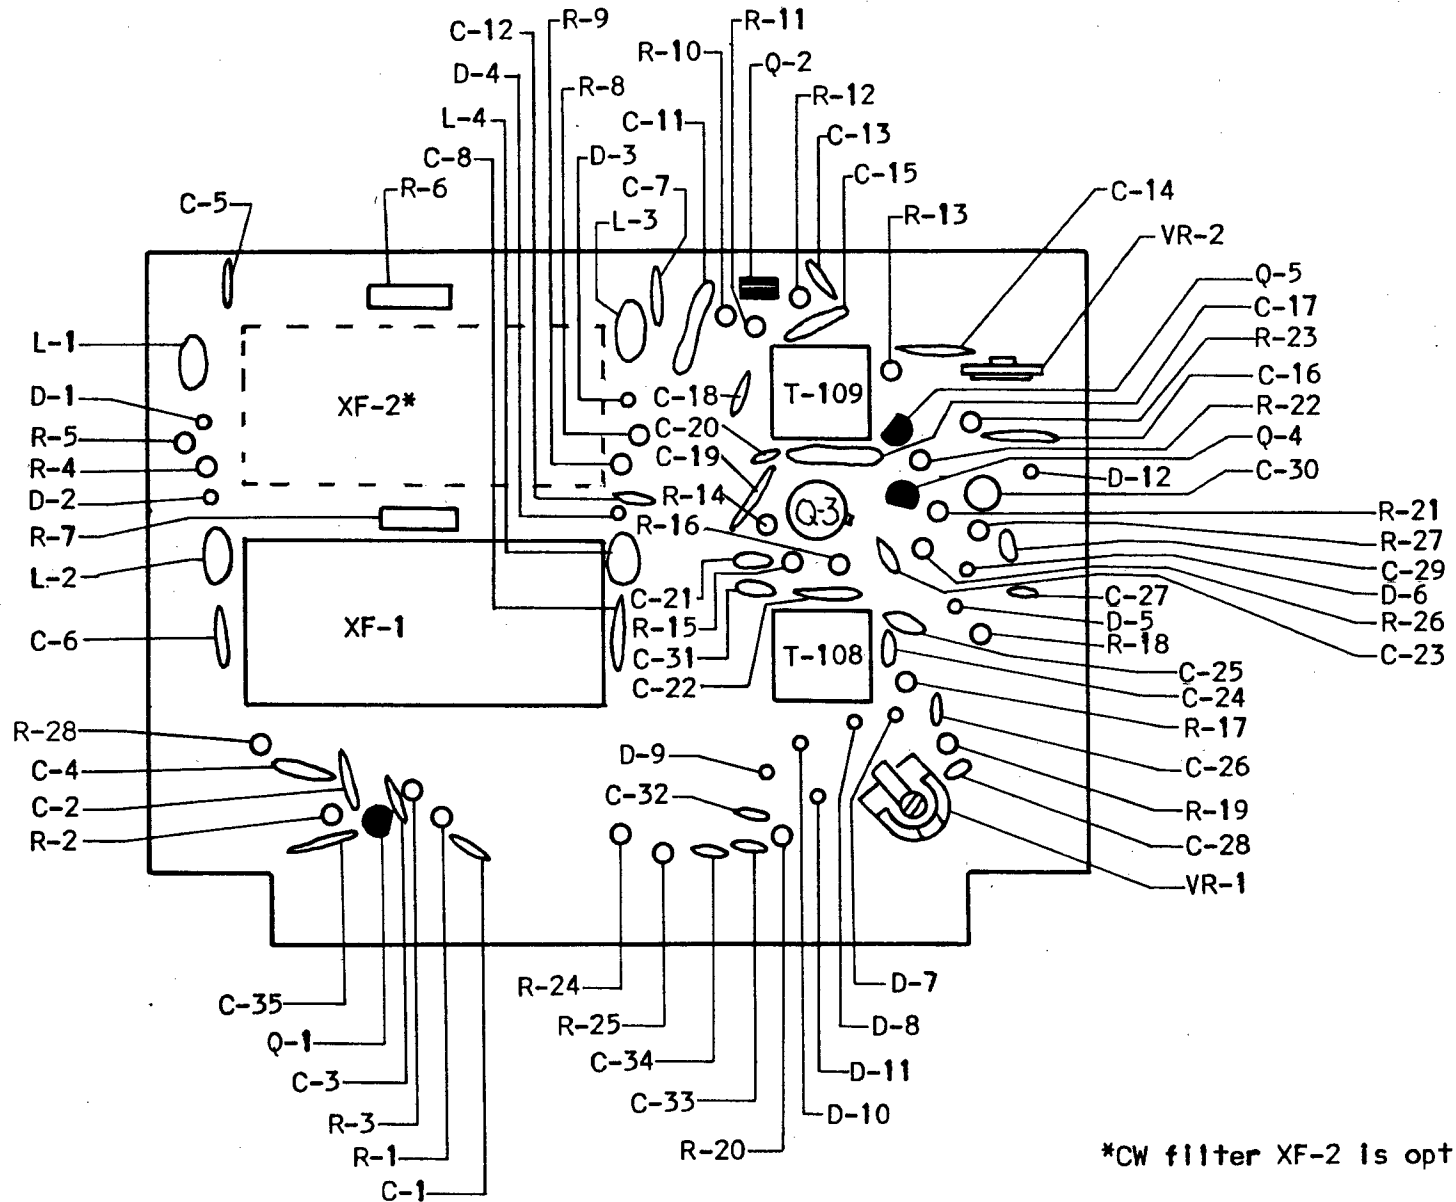 R-9
R-11
C-12
R-10
Q-2
D-4
R-8
R-12
L-4
C-11
C-13
C-8
D-3
C-15
R-6
C-7
C-14
C-5
L-3
R-13
VR-2
Q-5
C-17
L-1
R-23
C-16
D-1
C-18
T-109
R-22
XF-2*
R-5
C-20
Q-4
C-19
R-4
D-12
C-30
D-2
R-14
Q-3
R-21
R-7
R-16
R-27
C-29
L-2
D-6
C-21
C-27
D-5
R-26
R-15
XF-1
C-6
R-18
C-31
T-108
C-23
C-22
C-25
C-24
R-17
R-28
D-9
C-4
C-26
C-32
C-2
R-19
R-2
C-28
VR-1
R-24
D-7
C-35
R-25
D-8
Q-1
C-34
D-11
C-3
C-33
D-10
R-3
R-20
R-1
*CW filter XF-2 is opt
C-1